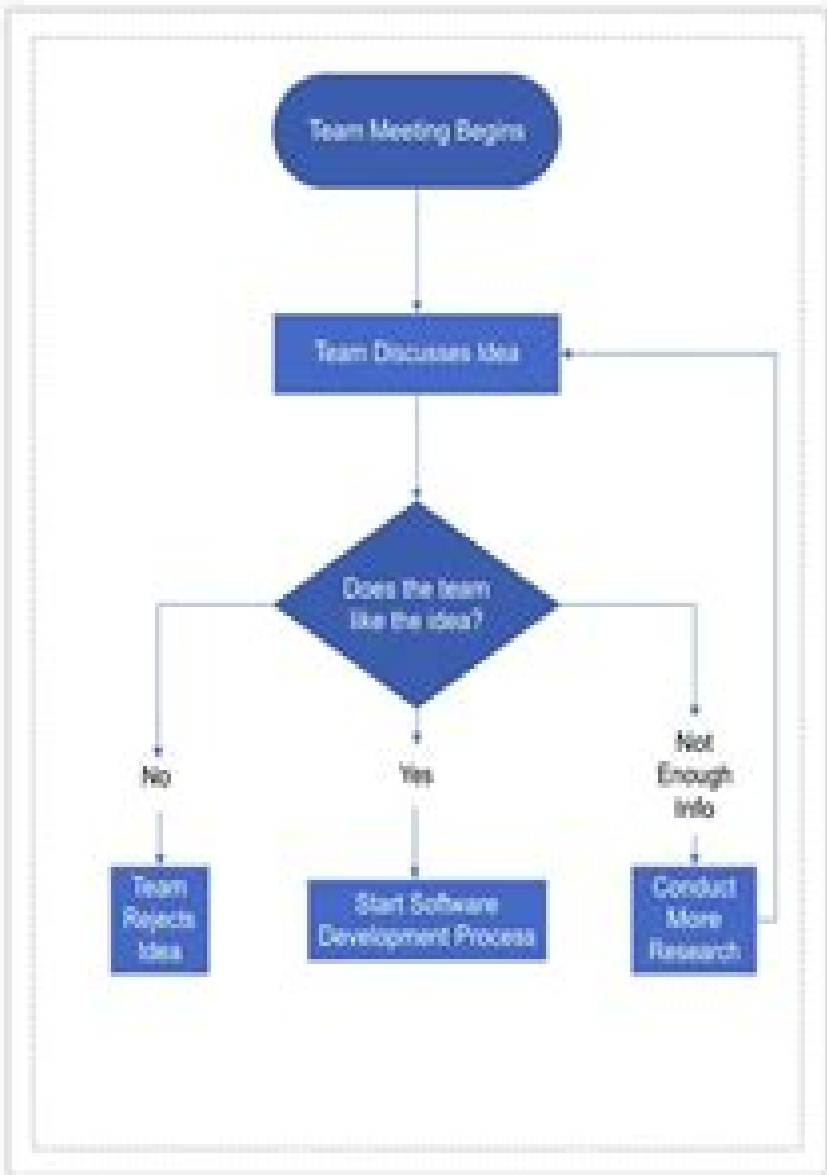 Team Meeting Begins
Team Discusses Idea
Does the team
like the idea?
No
Yes
Not
Enough
Info
Team
Rejects
Idea
Start Software
Development Process
Conduct
More
Research